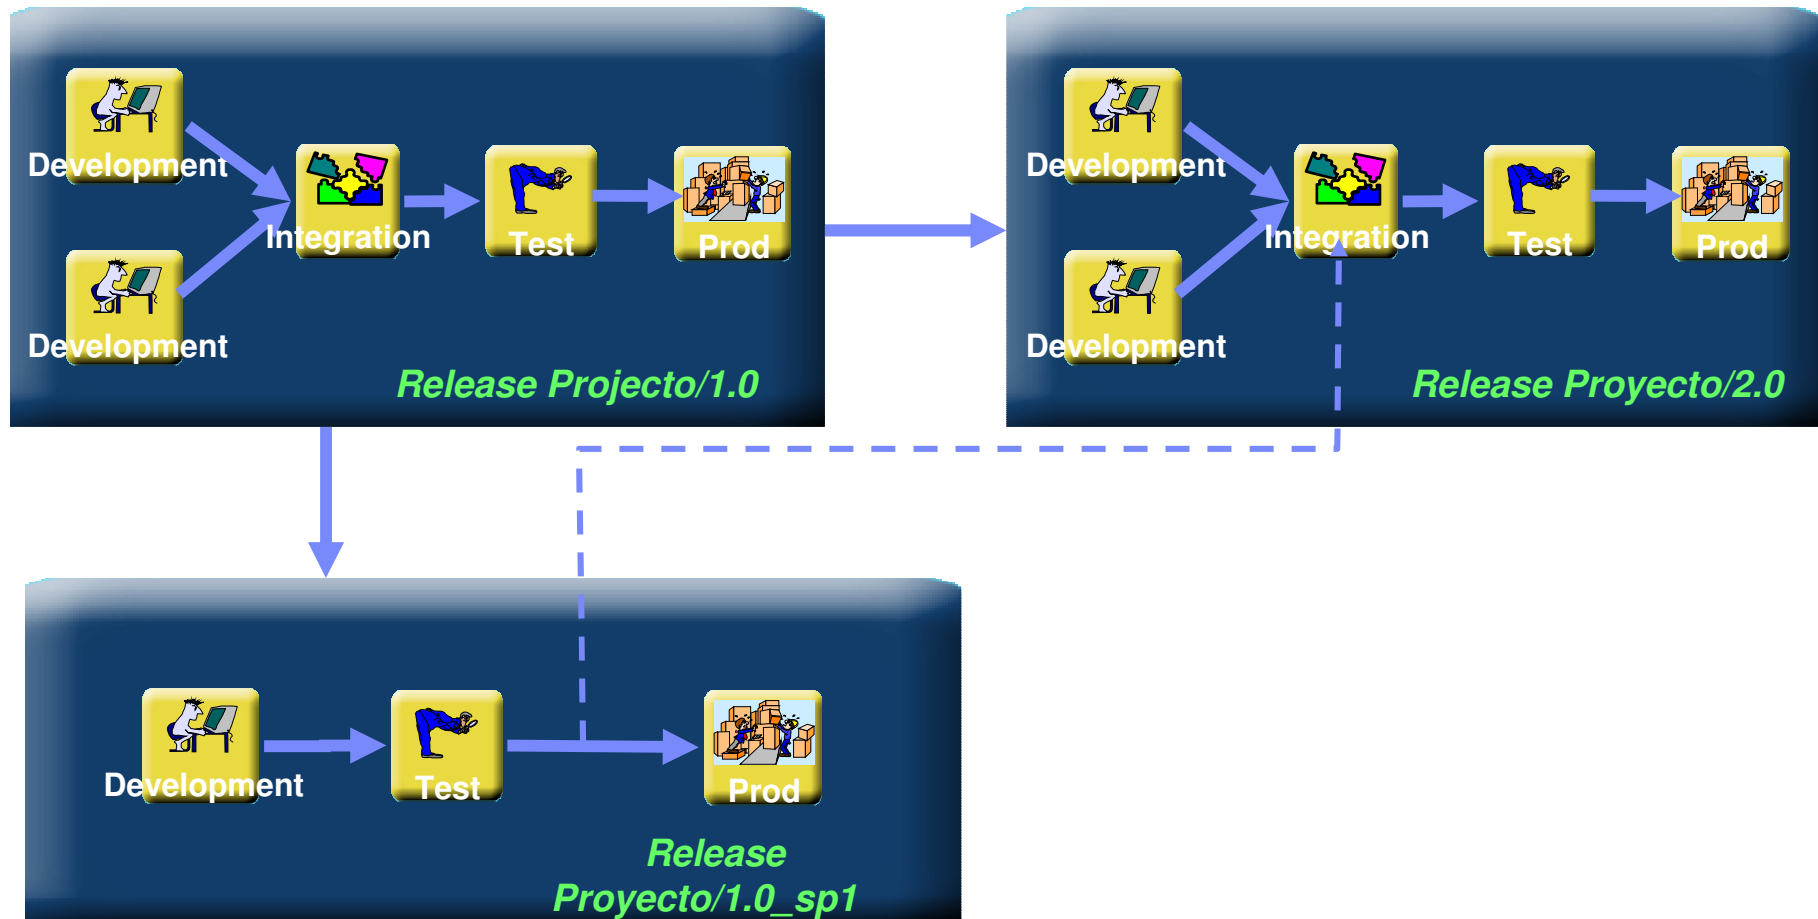 Development
Integration
Test
Prod
Development
Release Projecto/1.0
Development
Integration
Test
Prod
Development
Release Proyecto/2.0
Development
Test
Prod
Release
Proyecto/1.0_sp1